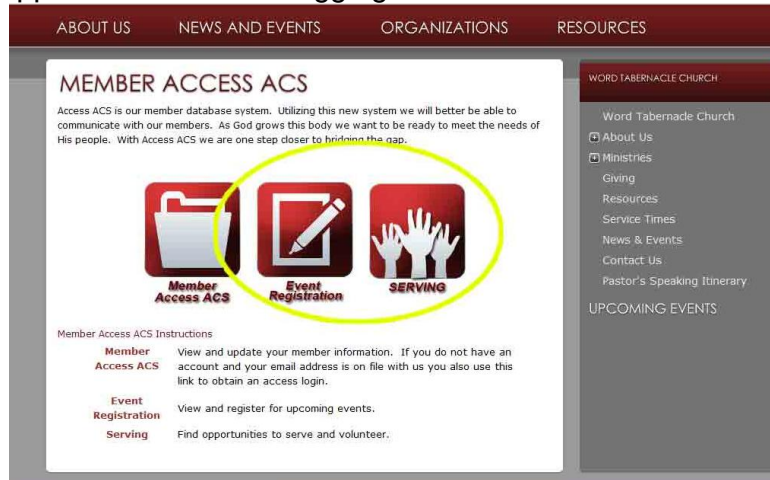 ABOUT US NEWS AND EVENTS ORGANIZATIONS RESOURCES
MEMBER ACCESS ACS
Access ACS is our member database system. Utilizing this new system we will better be able to
communicate with our members. As God grows this body we want to be ready to meet the needs of
His people. With Access ACS we are one step closer to bridging the gap.
Member
Access ACS
Event
Registration
SERVING
Member Access ACS Instructions
Member
Access ACS
View and update your member information. If you do not have an
account and your email address is on file with us you also use this
link to obtain an access login.
Event
Registration
View and register for upcoming events.
Serving
Find opportunities to serve and volunteer.
WORD TABERNACLE CHURCH
Word Tabernacle Church
About Us
Ministries
Giving
Resources
Service Times
News & Events
Contact Us
Pastor's Speaking Itinerary
UPCOMING EVENTS